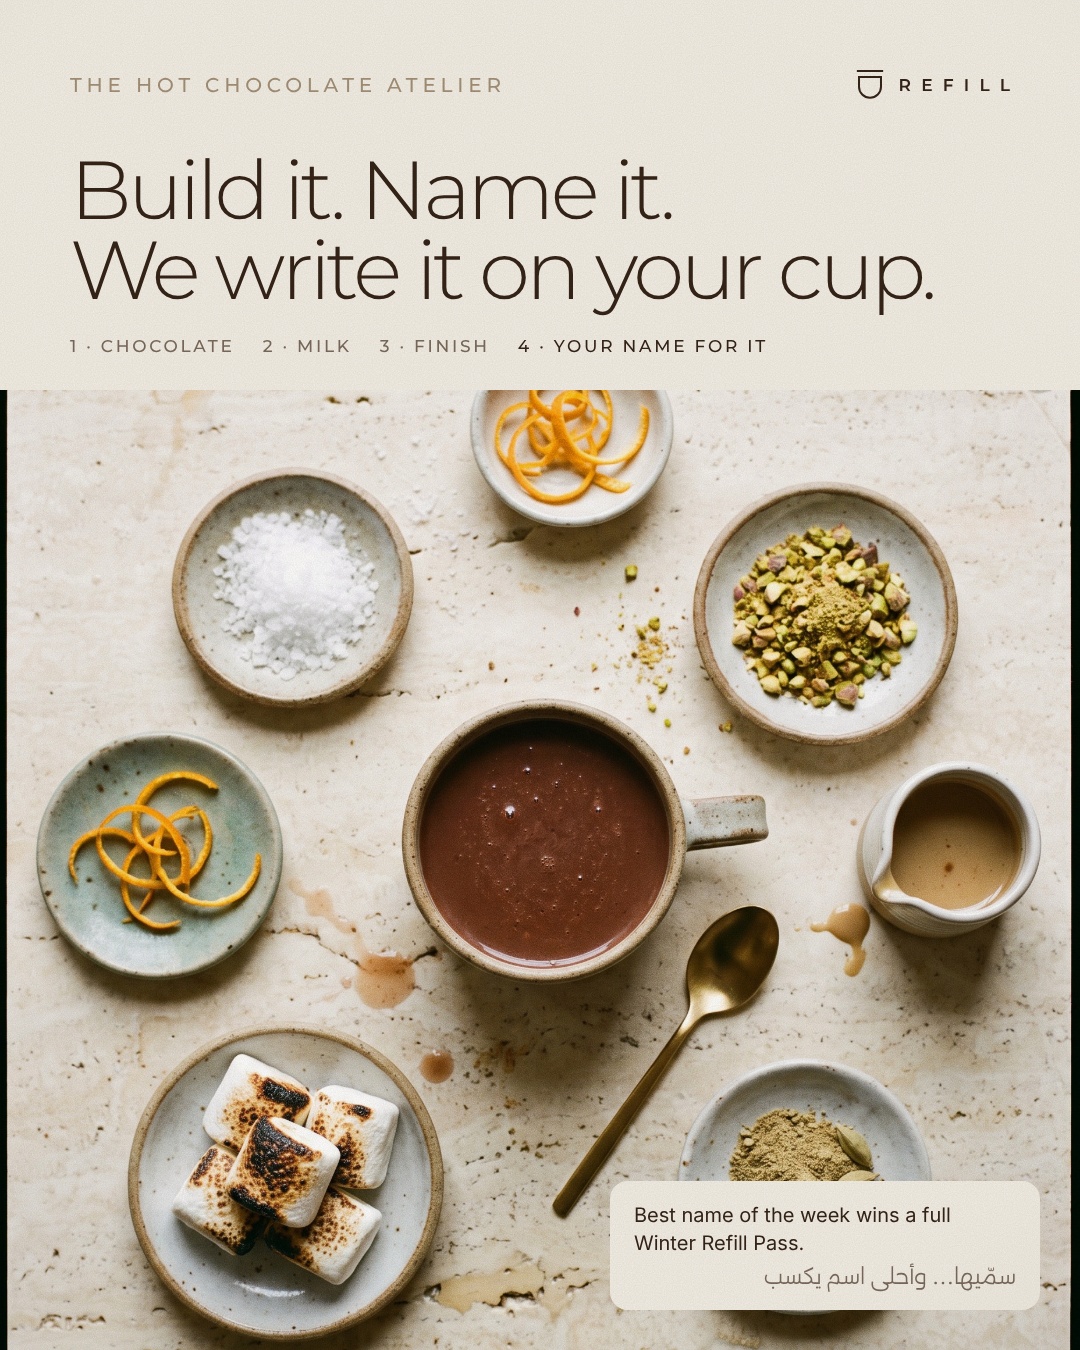 THE HOT CHOCOLATE ATELIER
REFILL
Build it. Name it.
We write it on your cup.
1 · CHOCOLATE 2 · MILK 3 · FINISH 4 · YOUR NAME FOR IT
Best name of the week wins a full
Winter Refill Pass.
سمّيها... وأحلى اسم يكسب